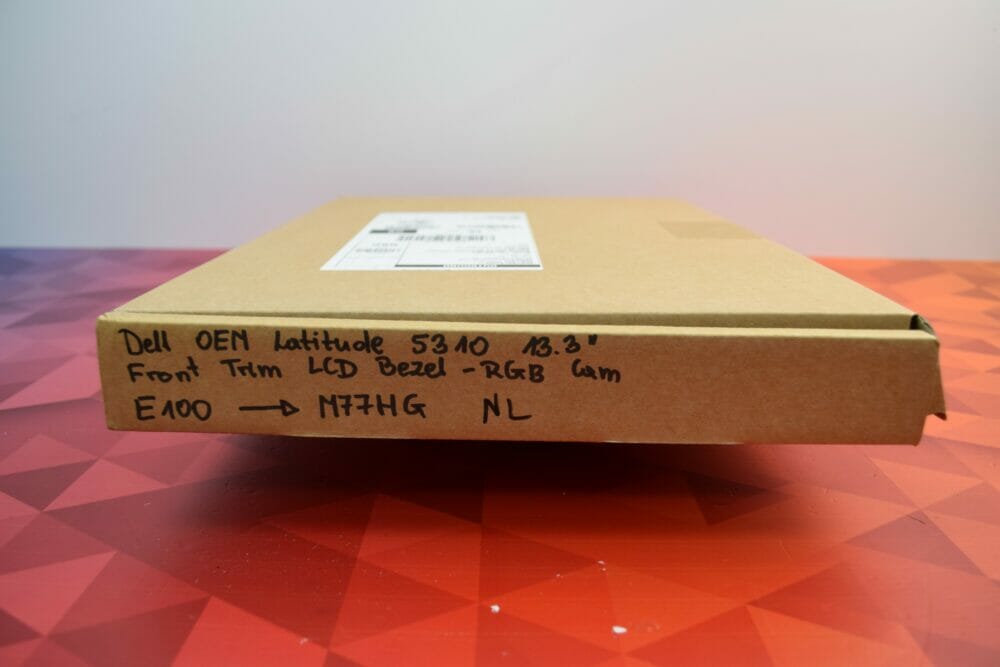 Dell OEM Latitude 5310 13.3"
Front Trim LCD Bezel - RGB Cam
E100 → M77HG NL